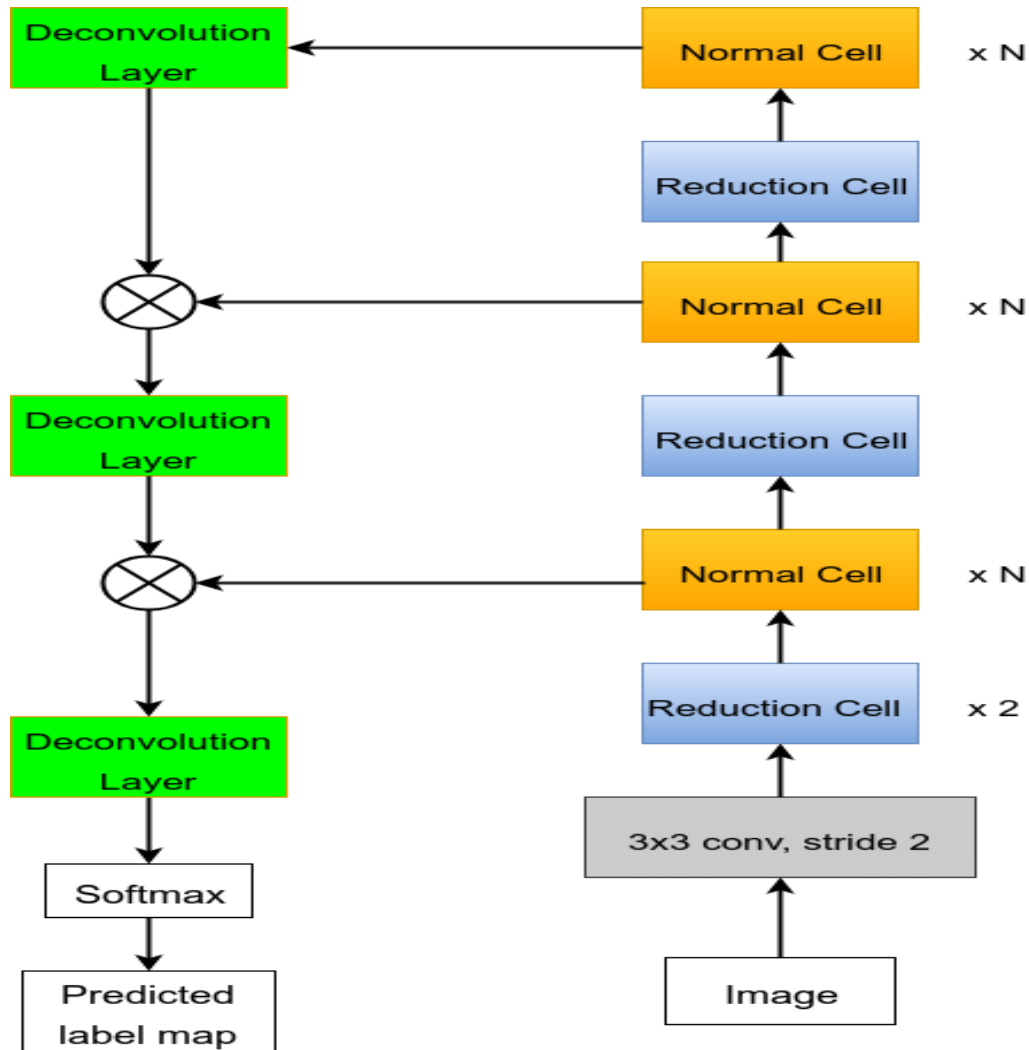 Deconvolution
Layer
Normal Cell
x N
Reduction Cell
Normal Cell
x N
Deconvolution
Layer
Reduction Cell
Normal Cell
x N
Reduction Cell
x 2
Deconvolution
Layer
3x3 conv, stride 2
Softmax
Image
Predicted
label map